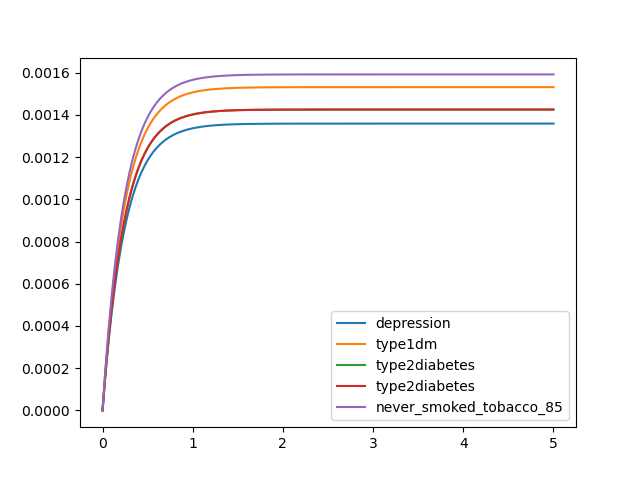 0.0016
0.0014
0.0012
0.0010
0.0008
0.0006
0.0004
0.0002
0.0000
depression
type1dm
type2diabetes
type2diabetes
never_smoked_tobacco_85
0 1 2 3 4 5